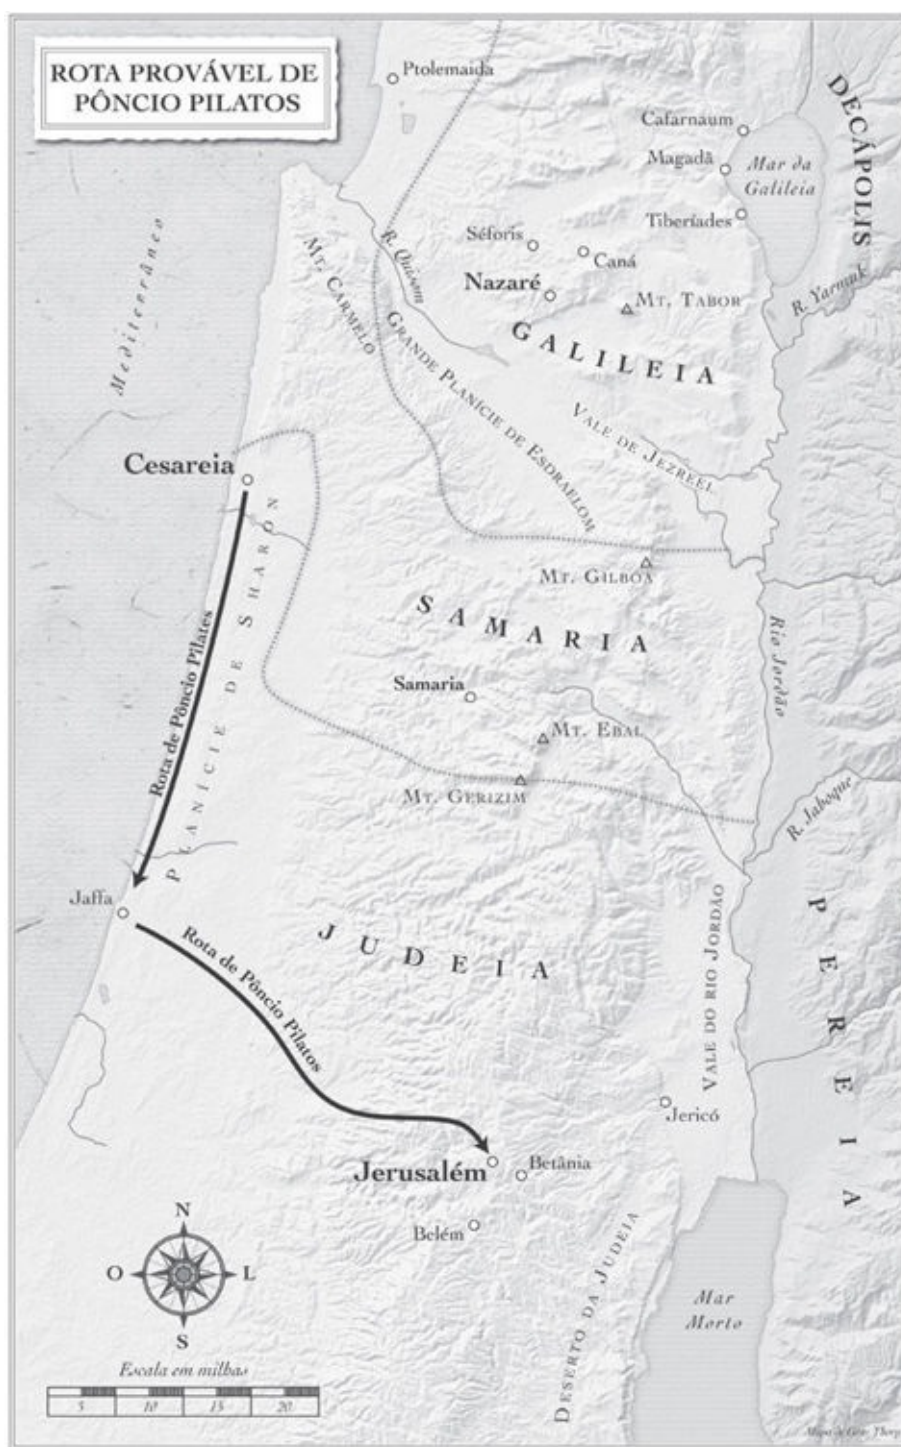 ROTA PROVÁVEL DE
PÔNCIO PILATOS
Ptolemaida
DECÁPOLIS
Cafarnaum
Magadã
Mar da
Galileia
Tiberíades
Mediterrâneo
Séforis
Caná
R. Quisom
MT. CARMELO
Nazaré
MT. TABOR
R. Yarmuk
GALILEIA
GRANDE PLANÍCIE DE ESDRAELOM
VALE DE JEZREEL
Cesareia
PLANÍCIE DE SHARON
MT. GILBOA
SAMARIA
Rio Jordão
Rota de Pôncio Pilates
Samaria
MT. EBAL
MT. GERIZIM
R. Jaboque
Jaffa
PEREIA
VALE DO RIO JORDÃO
JUDEIA
Rota de Pôncio Pilatos
Jericó
Jerusalém
Betânia
Belém
DESERTO DA JUDEIA
Mar
Morto
N
O
L
S
Escala em milhas
5 10 15 20